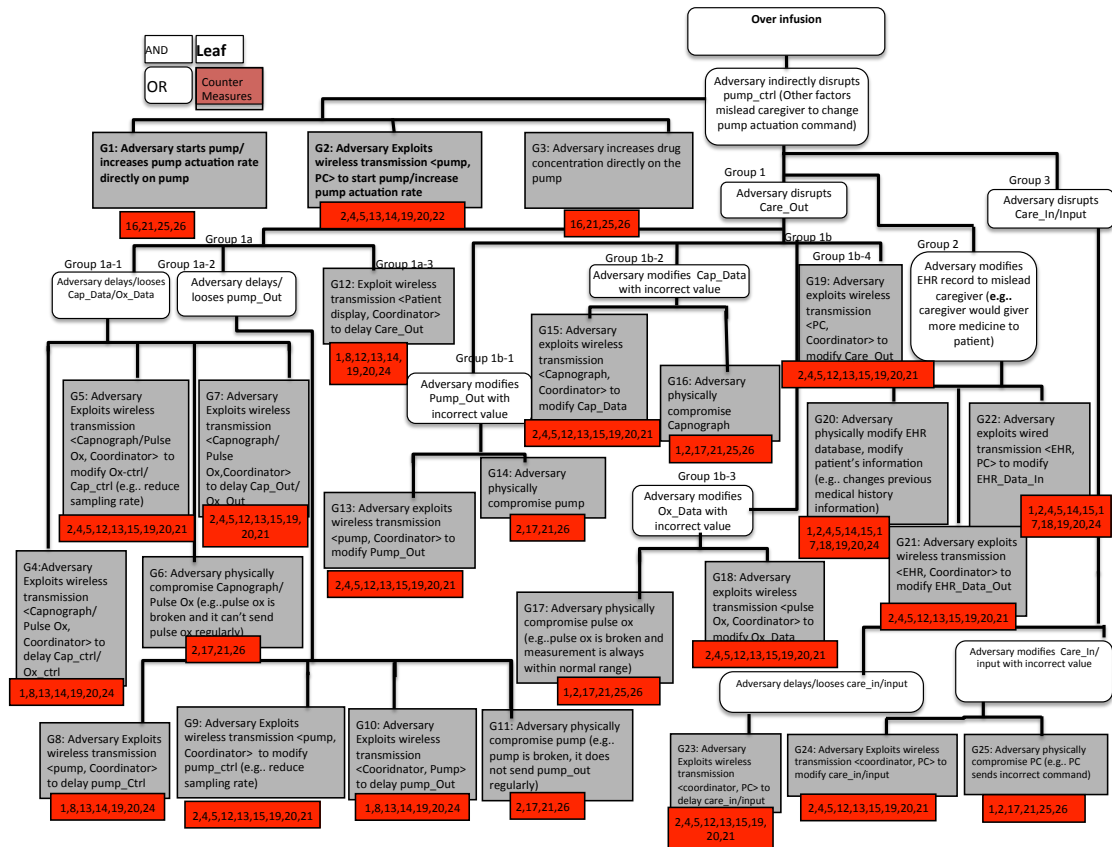 Over infusion
AND
Leaf
OR
Counter
Measures
Adversary indirectly disrupts
pump_ctrl (Other factors
mislead caregiver to change
pump actuation command)
G1: Adversary starts pump/
increases pump actuation rate
directly on pump
16,21,25,26
G2: Adversary Exploits
wireless transmission <pump,
PC> to start pump/increase
pump actuation rate
2,4,5,13,14,19,20,22
G3: Adversary increases drug
concentration directly on the
pump
16,21,25,26
Group 1
Adversary disrupts
Care_Out
Group 3
Adversary disrupts
Care_In/Input
Group 1a
Group 1b
Group 2
Adversary modifies
EHR record to mislead
caregiver (e.g..
caregiver would giver
more medicine to
patient)
Group 1a-1
Adversary delays/looses
Cap_Data/Ox_Data
Group 1a-2
Adversary delays/
looses pump_Out
Group 1a-3
G12: Exploit wireless
transmission <Patient
display, Coordinator> to
delay Care_Out
1,8,12,13,14,
19,20,24
Group 1b-2
Adversary modifies Cap_Data
with incorrect value
Group 1b-4
G19: Adversary
exploits wireless
transmission
<PC,
Coordinator> to
modify Care_Out
2,4,5,12,13,15,19,20,21
G15: Adversary
exploits wireless
transmission
<Capnograph,
Coordinator> to
modify Cap_Data
2,4,5,12,13,15,19,20,21
G16: Adversary
physically
compromise
Capnograph
1,2,17,21,25,26
Group 1b-1
Adversary modifies
Pump_Out with
incorrect value
G5: Adversary
Exploits wireless
transmission
<Capnograph/Pulse
Ox, Coordinator> to
modify Ox-ctrl/
Cap_ctrl (e.g.. reduce
sampling rate)
2,4,5,12,13,15,19,20,21
G7: Adversary
Exploits wireless
transmission
<Capnograph/
Pulse
Ox,Coordinator>
to delay Cap_Out/
Ox_Out
2,4,5,12,13,15,19,
20,21
G20: Adversary
physically modify EHR
database, modify
patient's information
(e.g.. changes previous
medical history
information)
1,2,4,5,14,15,1
7,18,19,20,24
G22: Adversary
exploits wired
transmission <EHR,
PC> to modify
EHR_Data_In
1,2,4,5,14,15,1
7,18,19,20,24
G14: Adversary
physically
compromise pump
2,17,21,26
Group 1b-3
Adversary modifies
Ox_Data with
incorrect value
G13: Adversary
exploits wireless
transmission
<pump, Coordinator> to
modify Pump_Out
2,4,5,12,13,15,19,20,21
G21: Adversary exploits
wireless transmission
<EHR, Coordinator> to
modify EHR_Data_Out
2,4,5,12,13,15,19,20,21
G4:Adversary
Exploits wireless
transmission
<Capnograph/
Pulse Ox,
Coordinator> to
delay Cap_ctrl/
Ox_ctrl
1,8,13,14,19,20,24
G6: Adversary physically
compromise Capnograph/
Pulse Ox (e.g..pulse ox is
broken and it can't send
pulse ox regularly)
2,17,21,26
G18: Adversary
exploits wireless
transmission <pulse
Ox, Coordinator> to
modify Ox_Data
2,4,5,12,13,15,19,20,21
G17: Adversary physically
compromise pulse ox
(e.g..pulse ox is broken and
measurement is always
within normal range)
1,2,17,21,25,26
Adversary delays/looses care_in/input
Adversary modifies Care_In/
input with incorrect value
G8: Adversary Exploits
wireless transmission
<pump, Coordinator>
to delay pump_Ctrl
1,8,13,14,19,20,24
G9: Adversary Exploits
wireless transmission <pump,
Coordinator> to modify
pump_ctrl (e.g.. reduce
sampling rate)
2,4,5,12,13,15,19,20,21
G10: Adversary
Exploits wireless
transmission
<Cooridnator, Pump>
to delay pump_Out
1,8,13,14,19,20,24
G11: Adversary physically
compromise pump (e.g..
pump is broken, it does
not send pump_out
regularly)
2,17,21,26
G23: Adversary
Exploits wireless
transmission
<coordinator, PC> to
delay care_in/input
2,4,5,12,13,15,19,
20,21
G24: Adversary Exploits wireless
transmission <coordinator, PC> to
modify care_in/input
2,4,5,12,13,15,19,20,21
G25: Adversary physically
compromise PC (e.g.. PC
sends incorrect command)
1,2,17,21,25,26